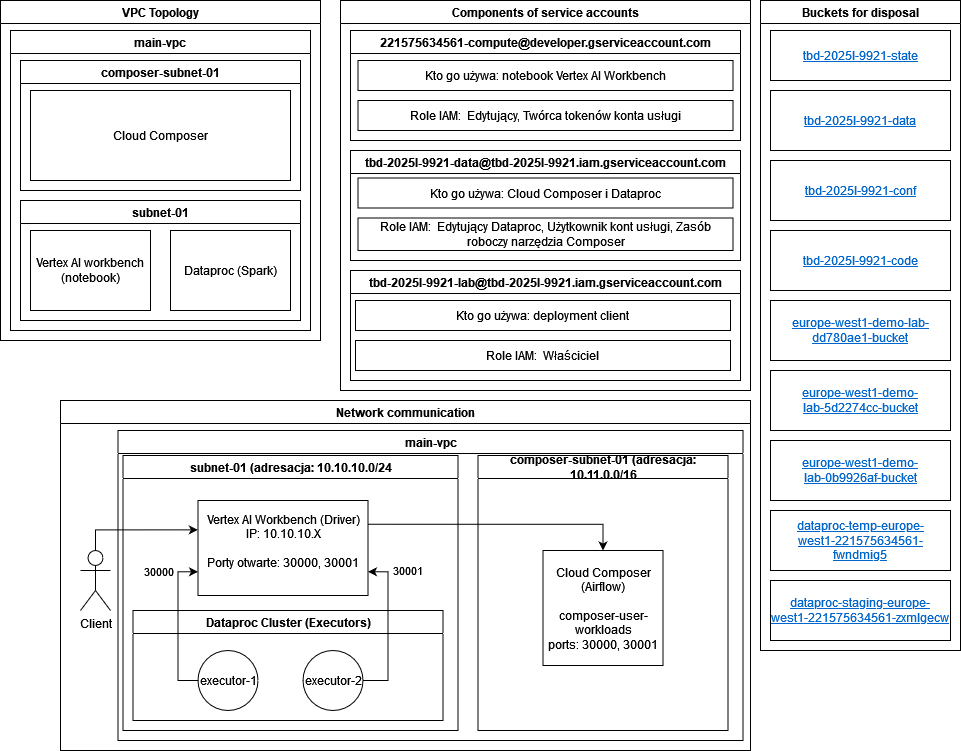 VPC Topology
main-vpc
composer-subnet-01
Cloud Composer
subnet-01
Vertex AI workbench
(notebook)
Dataproc (Spark)
Components of service accounts
221575634561-compute@developer.gserviceaccount.com
Kto go używa: notebook Vertex AI Workbench
Role IAM:  Edytujący, Twórca tokenów konta usługi
tbd-2025l-9921-data@tbd-2025l-9921.iam.gserviceaccount.com
Kto go używa: Cloud Composer i Dataproc
Role IAM:  Edytujący Dataproc, Użytkownik kont usługi, Zasób
roboczy narzędzia Composer
tbd-2025l-9921-lab@tbd-2025l-9921.iam.gserviceaccount.com
Kto go używa: deployment client
Role IAM:  Właściciel
Buckets for disposal
tbd-2025l-9921-state
tbd-2025l-9921-data
tbd-2025l-9921-conf
tbd-2025l-9921-code
europe-west1-demo-lab-
dd780ae1-bucket
europe-west1-demo-
lab-5d2274cc-bucket
europe-west1-demo-
lab-0b9926af-bucket
dataproc-temp-europe-
west1-221575634561-
fwndmig5
dataproc-staging-europe-
west1-221575634561-zxmlgecw
Network communication
main-vpc
subnet-01 (adresacja: 10.10.10.0/24
composer-subnet-01 (adresacja:
10.11.0.0/16
Vertex AI Workbench (Driver)
IP: 10.10.10.X
Porty otwarte: 30000, 30001
30000
30001
Client
Dataproc Cluster (Executors)
executor-1
executor-2
Cloud Composer
(Airflow)
composer-user-
workloads
ports: 30000, 30001